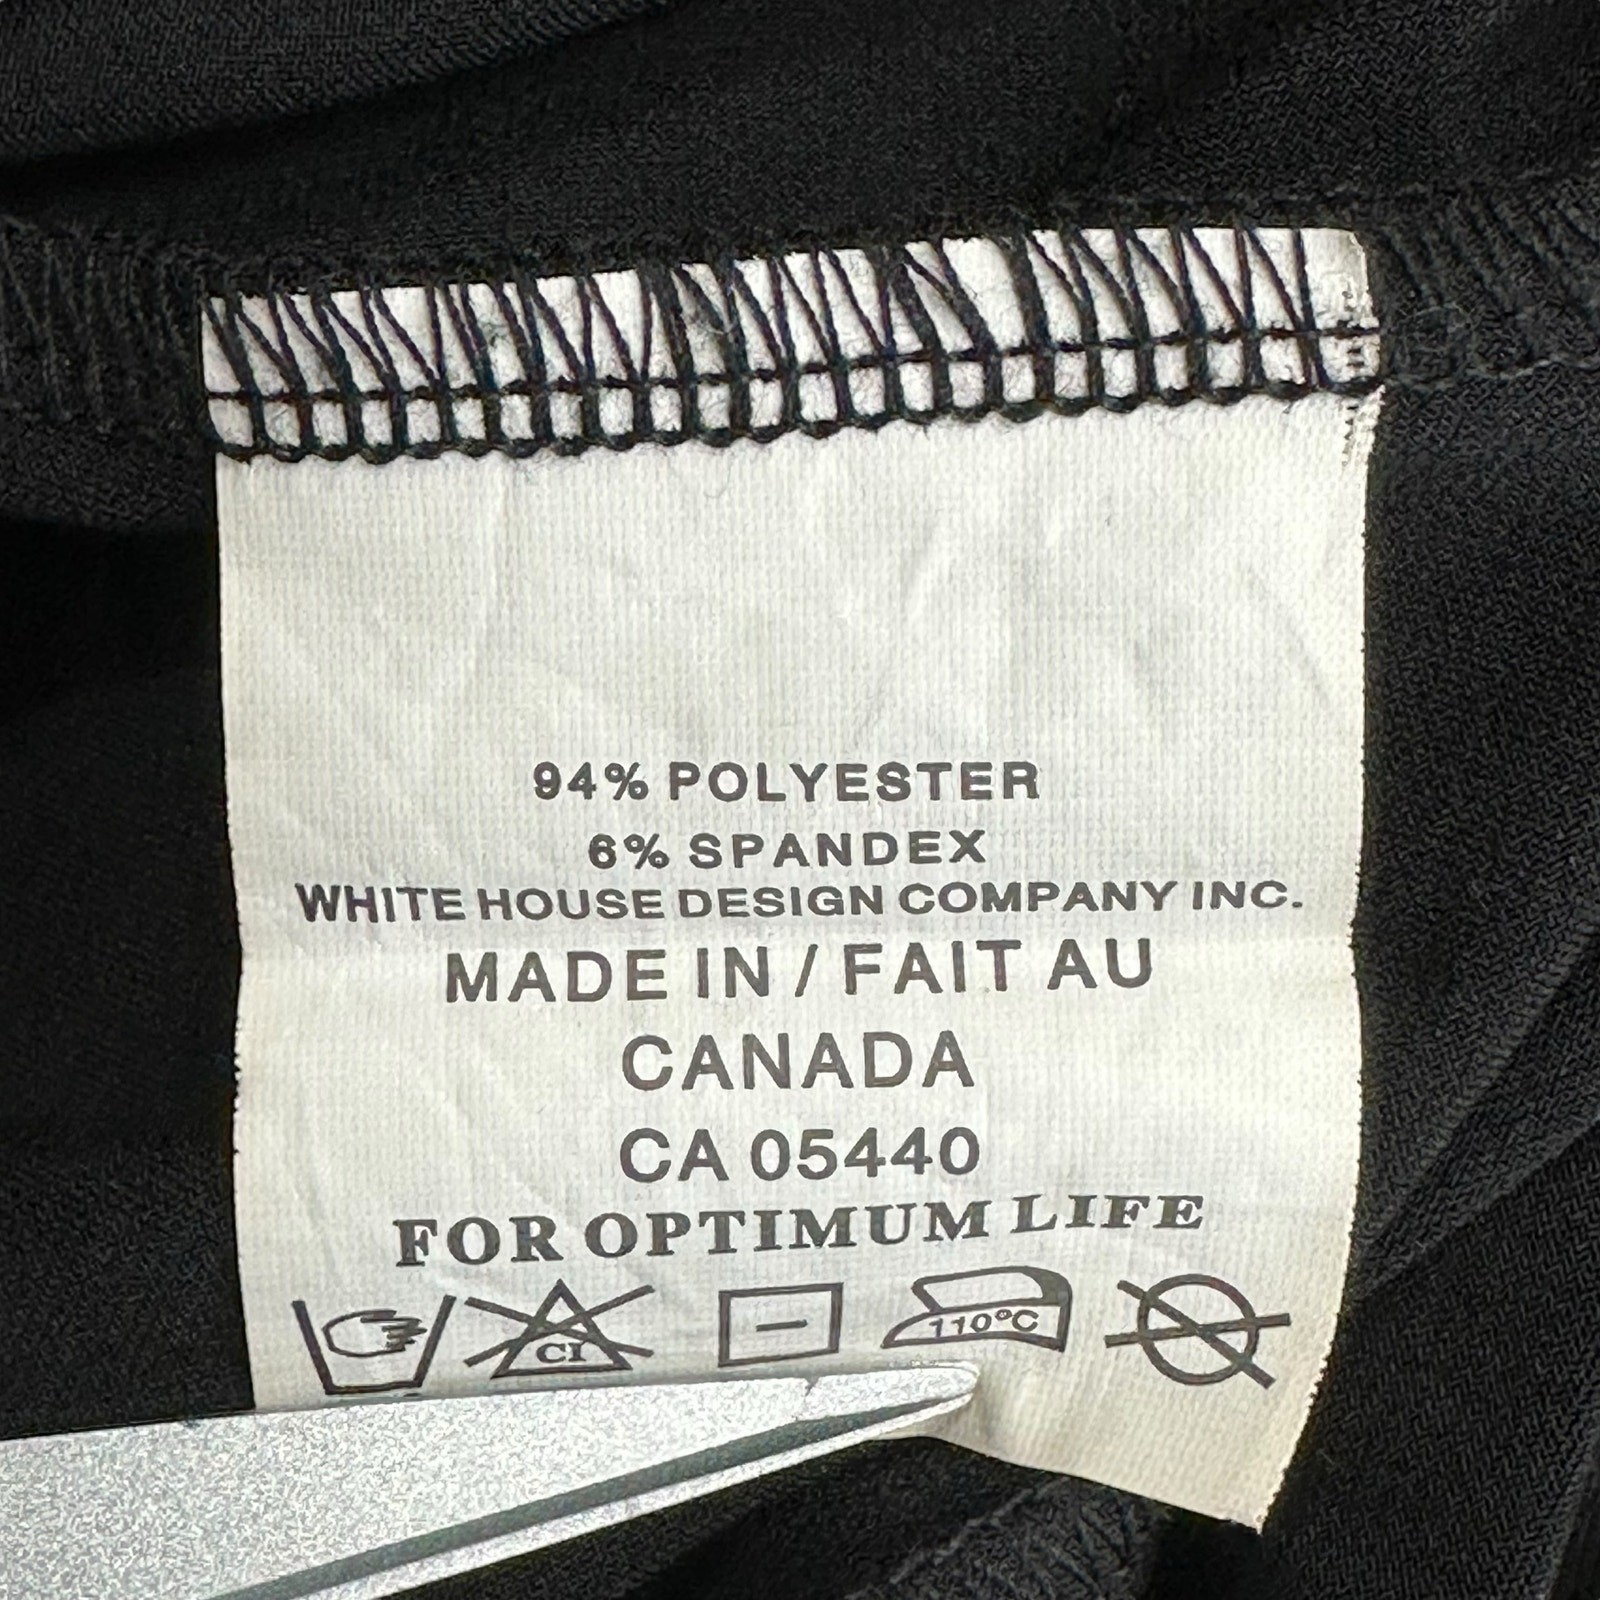 94% POLYESTER
6% SPANDEX
WHITE HOUSE DESIGN COMPANY INC.
MADE IN / FAIT AU
CANADA
CA 05440
FOR OPTIMUM LIFE
Cl 110°C